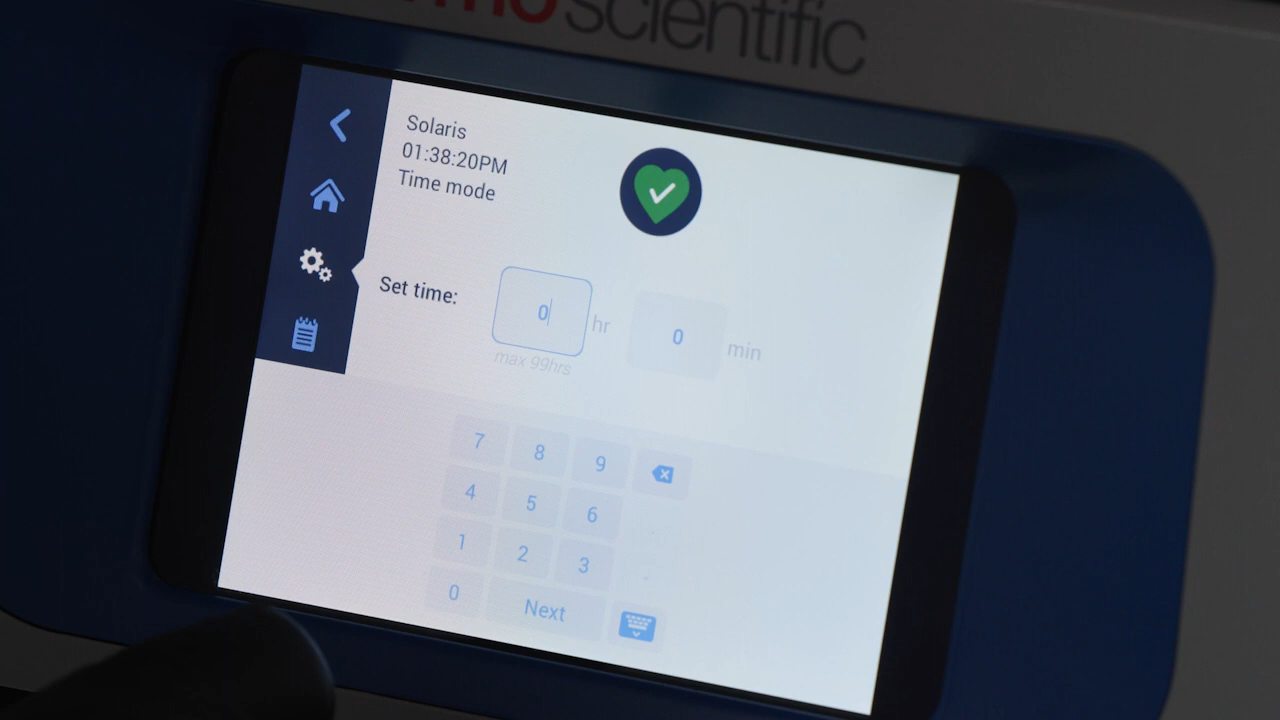 scientific
Solaris
01:38:20PM
Time mode
Set time:
0 hr 0 min
max 99hrs
7 8 9
4 5 6
1 2 3
0 Next